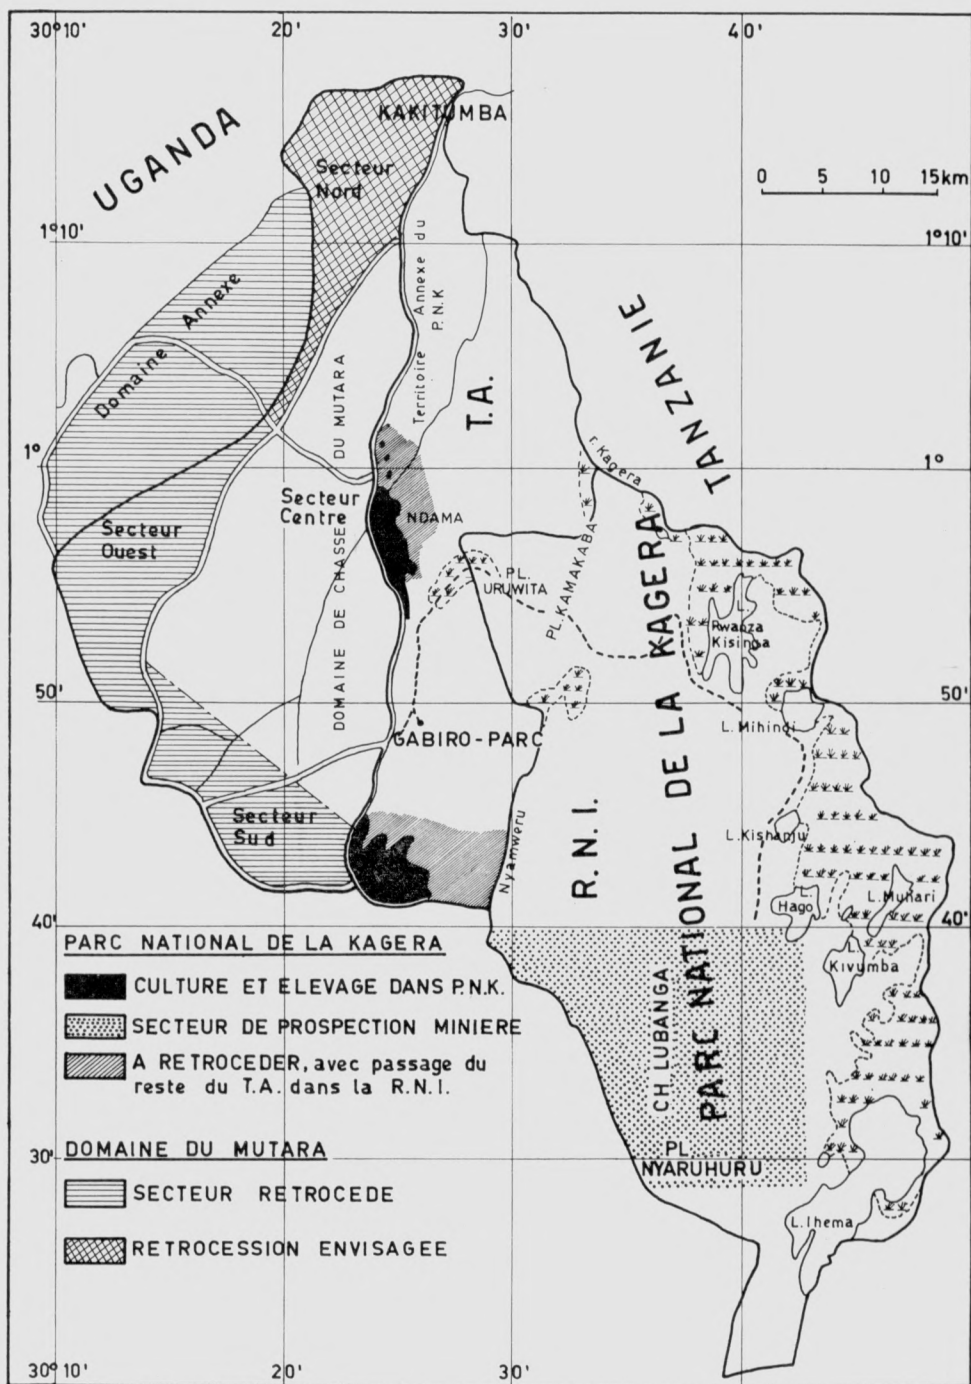 30° 10'
20'
30'
40'
UGANDA
KAKITUMBA
Secteur
Nord
0 5 10 15km
1° 10'
1° 10'
Domaine Annexe
Territoire Annexe du
P.N.K
T.A.
TANZANIE
DOMAINE DE CHASSE DU MUTARA
1°
1°
r. Kagera
Secteur
Centre
NDAMA
Secteur
Ouest
PL.
URUWITA
PL. KAMAKABA
L.
Rwanza
Kisinga
50'
50'
GABIRO-PARC
L. Mihindi
PARC NATIONAL DE LA KAGERA
R.N.I.
Nyamweru
Secteur
Sud
L. Kishanju
L.
Hago
L. Muhari
40'
40'
L.
Kivumba
PARC NATIONAL DE LA KAGERA
CULTURE ET ELEVAGE DANS P.N.K.
SECTEUR DE PROSPECTION MINIERE
A RETROCEDER, avec passage du
reste du T.A. dans la R.N.I.
CH LUBANGA
DOMAINE DU MUTARA
SECTEUR RETROCEDE
RETROCESSION ENVISAGEE
30'
30'
PL
NYARUHURU
L. Ihema
30° 10'
20'
30'
40'